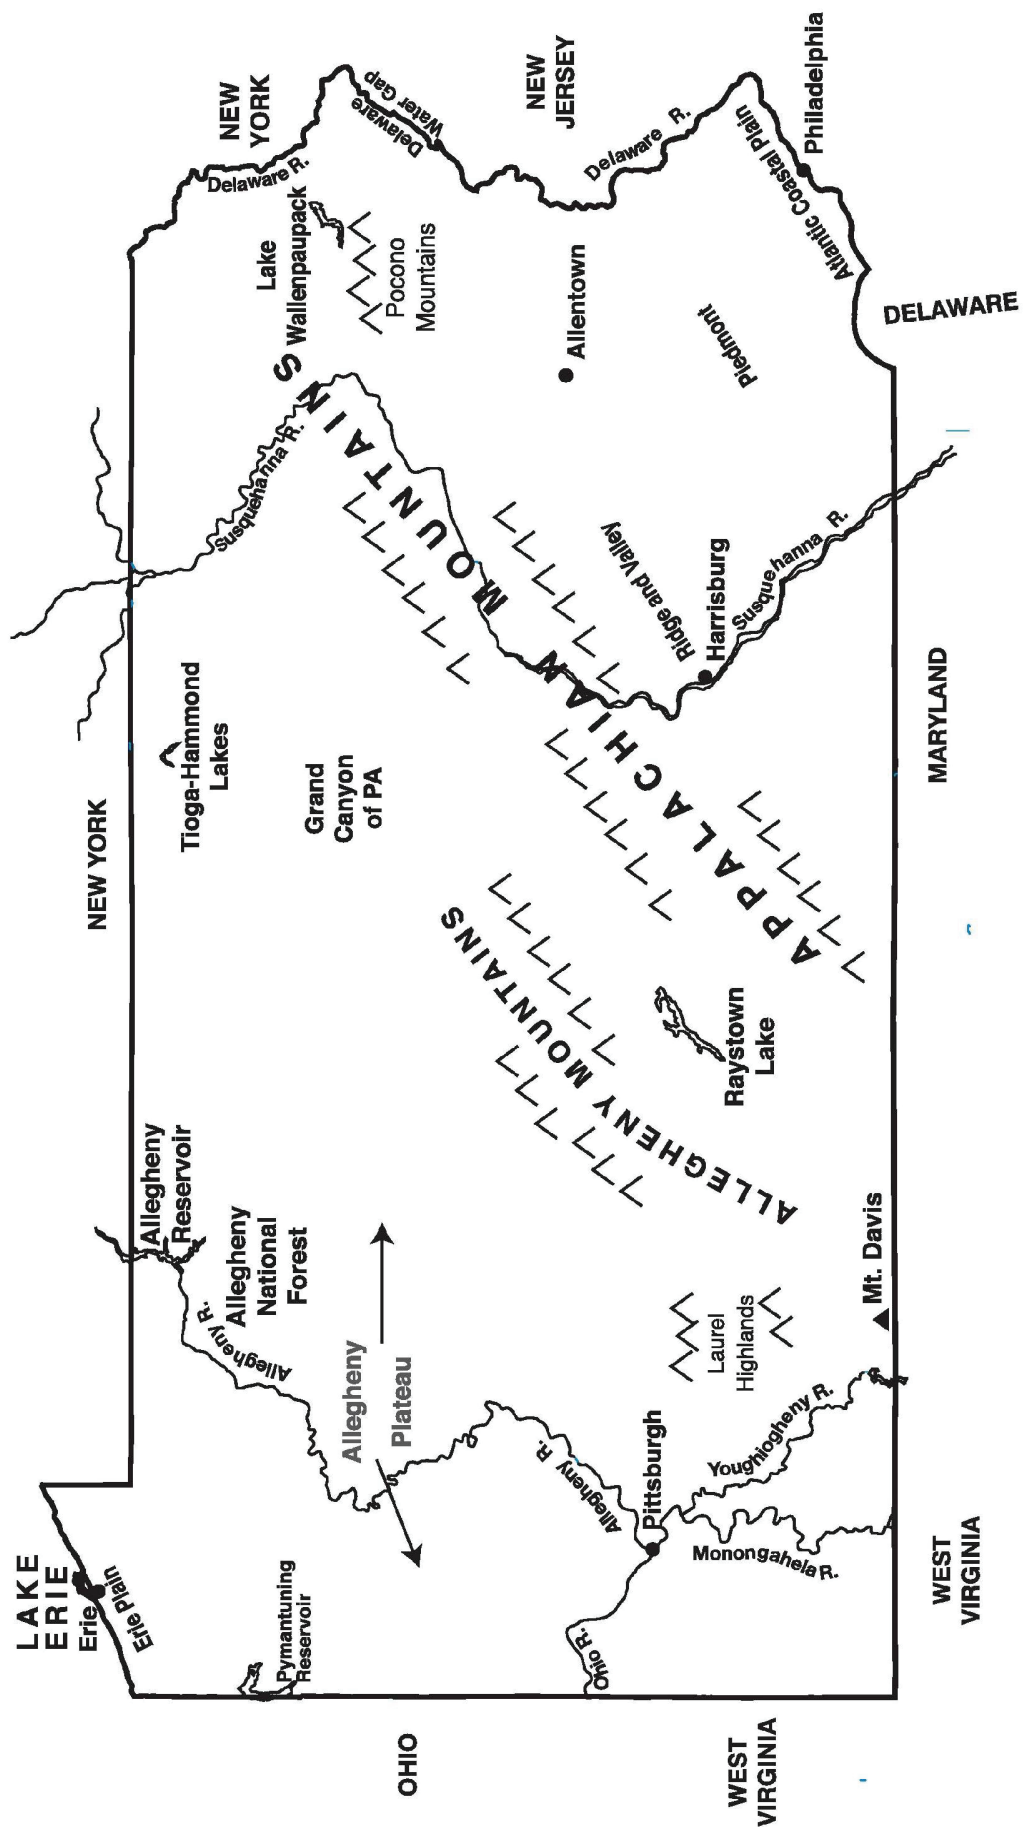 LAKE
ERIE
Erie
Erie Plain
NEW YORK
NEW
YORK
Allegheny
Reservoir
Tioga-Hammond
Lakes
Susquehanna R.
Delaware R.
Lake
Wallenpaupack
Delaware
Water Gap
Pymantuning
Reservoir
Allegheny R.
Allegheny
National
Forest
Grand
Canyon
of PA
Pocono
Mountains
Allegheny
Plateau
OHIO
NEW
JERSEY
ALLEGHENY MOUNTAINS
APPALACHIAN MOUNTAINS
Allentown
Delaware R.
Ohio R.
Allegheny R.
Pittsburgh
Ridge and Valley
Piedmont
Raystown
Lake
Harrisburg
Susquehanna R.
Atlantic Coastal Plain
Philadelphia
Monongahela R.
Youghiogheny R.
Laurel
Highlands
Mt. Davis
WEST
VIRGINIA
WEST
VIRGINIA
MARYLAND
DELAWARE